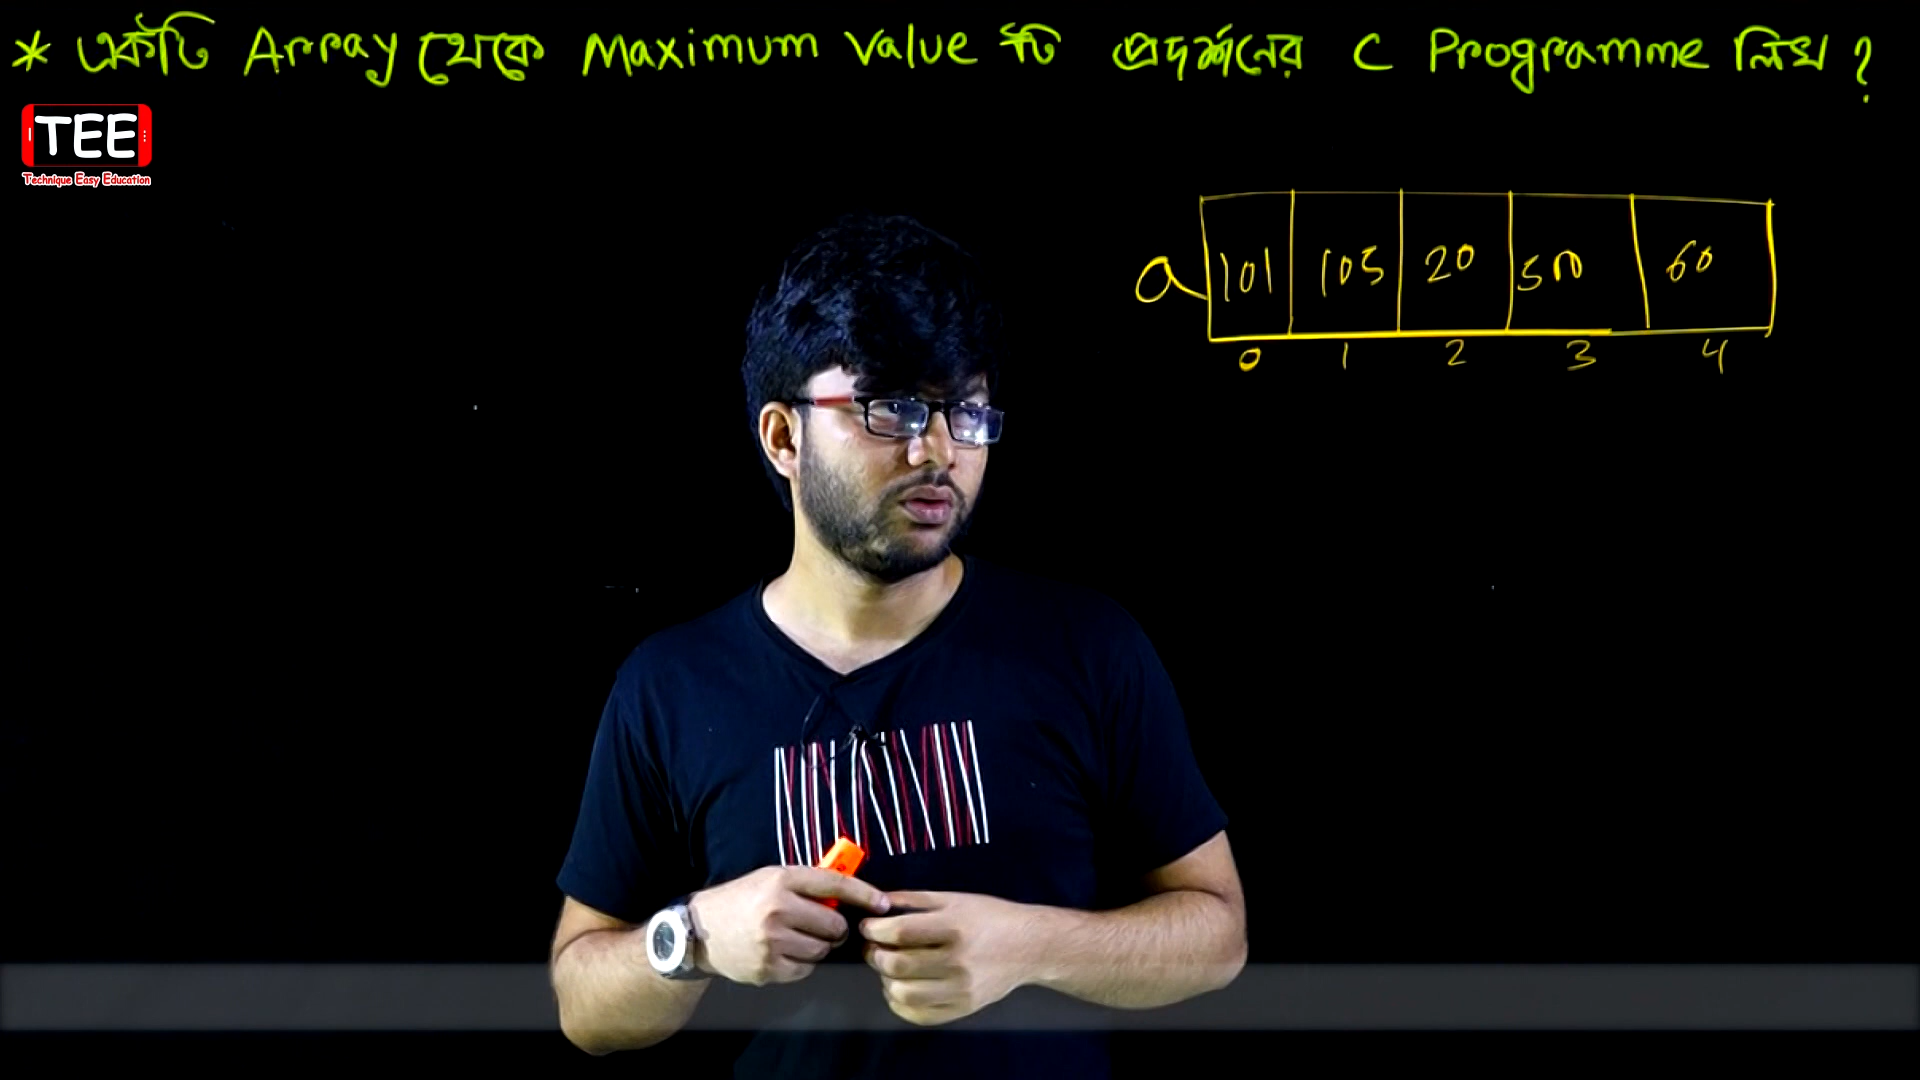 * একটি Array থেকে Maximum Value টি প্রদর্শনের C Programme লিখ ?
TEE
Technique Easy Education
a 101 105 20 50 60
0 1 2 3 4